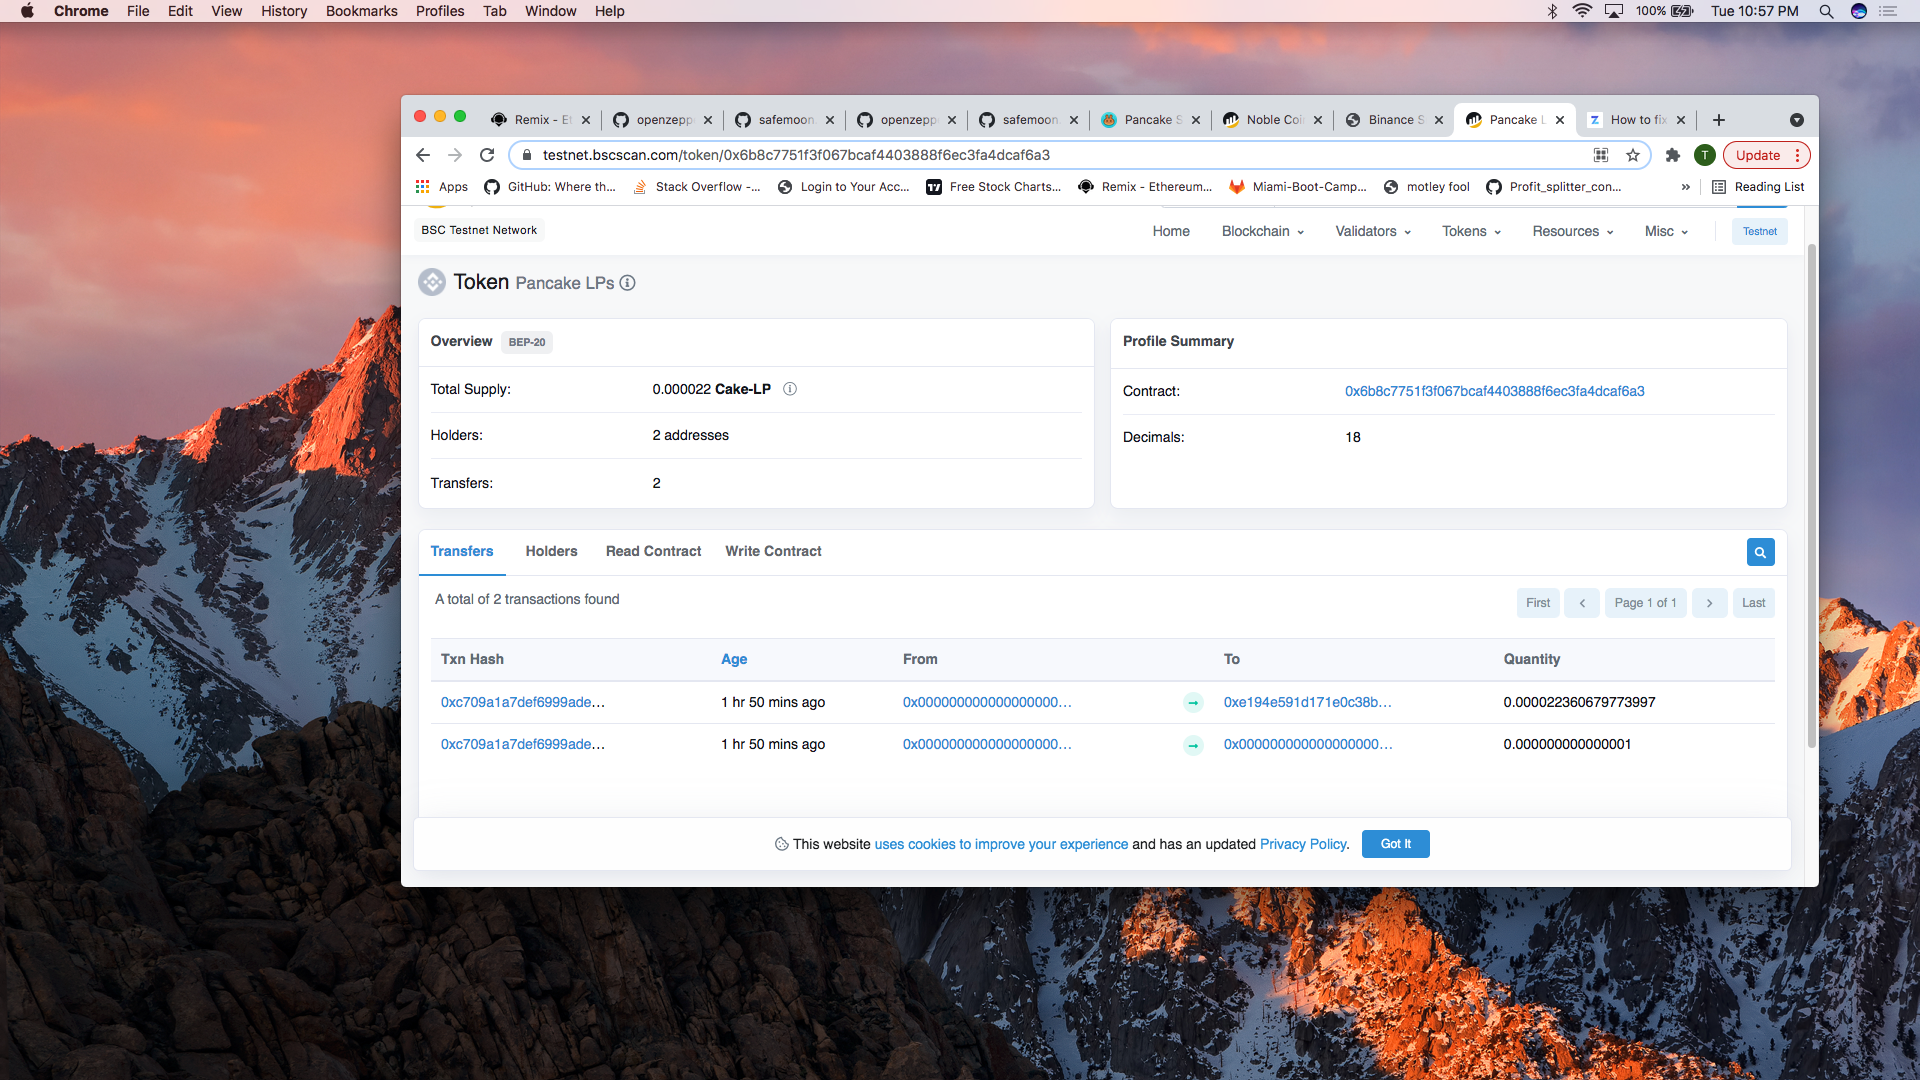 Chrome File Edit View History Bookmarks Profiles Tab Window Help 100% Tue 10:57 PM
Remix - Et openzepp safemoon. openzepp safemoon. Pancake S Noble Coi Binance S Pancake L How to fix
testnet.bscscan.com/token/0x6b8c7751f3f067bcaf4403888f6ec3fa4dcaf6a3 T Update
Apps GitHub: Where th... Stack Overflow -... Login to Your Acc... Free Stock Charts... Remix - Ethereum... Miami-Boot-Camp... motley fool Profit_splitter_con... » Reading List
BSC Testnet Network Home Blockchain Validators Tokens Resources Misc Testnet
Token Pancake LPs
Overview BEP-20
Total Supply: 0.000022 Cake-LP
Holders: 2 addresses
Transfers: 2
Profile Summary
Contract: 0x6b8c7751f3f067bcaf4403888f6ec3fa4dcaf6a3
Decimals: 18
Transfers Holders Read Contract Write Contract
A total of 2 transactions found
First Page 1 of 1 Last
Txn Hash Age From To Quantity
0xc709a1a7def6999ade... 1 hr 50 mins ago 0x000000000000000000... 0xe194e591d171e0c38b... 0.000022360679773997
0xc709a1a7def6999ade... 1 hr 50 mins ago 0x000000000000000000... 0x000000000000000000... 0.000000000000001
This website uses cookies to improve your experience and has an updated Privacy Policy. Got It